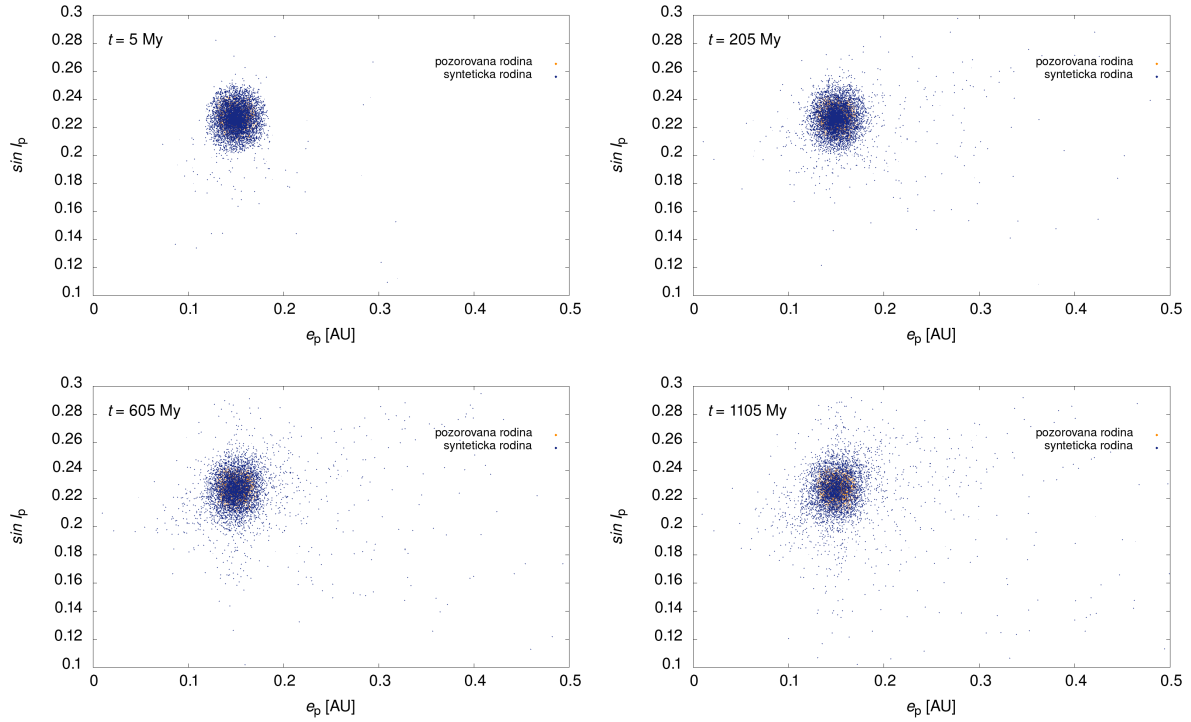 t = 5 My
pozorovana rodina
synteticka rodina
sin Ip
0.3
0.28
0.26
0.24
0.22
0.2
0.18
0.16
0.14
0.12
0.1
0 0.1 0.2 0.3 0.4 0.5
ep [AU]
t = 205 My
pozorovana rodina
synteticka rodina
sin Ip
0.3
0.28
0.26
0.24
0.22
0.2
0.18
0.16
0.14
0.12
0.1
0 0.1 0.2 0.3 0.4 0.5
ep [AU]
t = 605 My
pozorovana rodina
synteticka rodina
sin Ip
0.3
0.28
0.26
0.24
0.22
0.2
0.18
0.16
0.14
0.12
0.1
0 0.1 0.2 0.3 0.4 0.5
ep [AU]
t = 1105 My
pozorovana rodina
synteticka rodina
sin Ip
0.3
0.28
0.26
0.24
0.22
0.2
0.18
0.16
0.14
0.12
0.1
0 0.1 0.2 0.3 0.4 0.5
ep [AU]